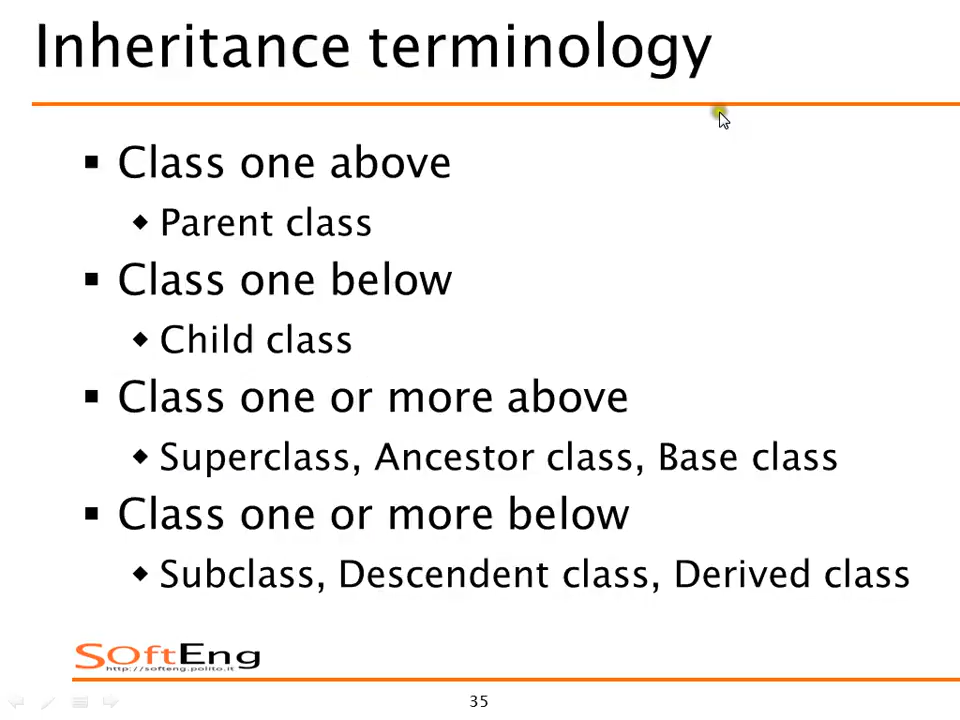 Inheritance terminology
Class one above
Parent class
Class one below
Child class
Class one or more above
Superclass, Ancestor class, Base class
Class one or more below
Subclass, Descendent class, Derived class
SOftEng
http://softeng.polito.it
35